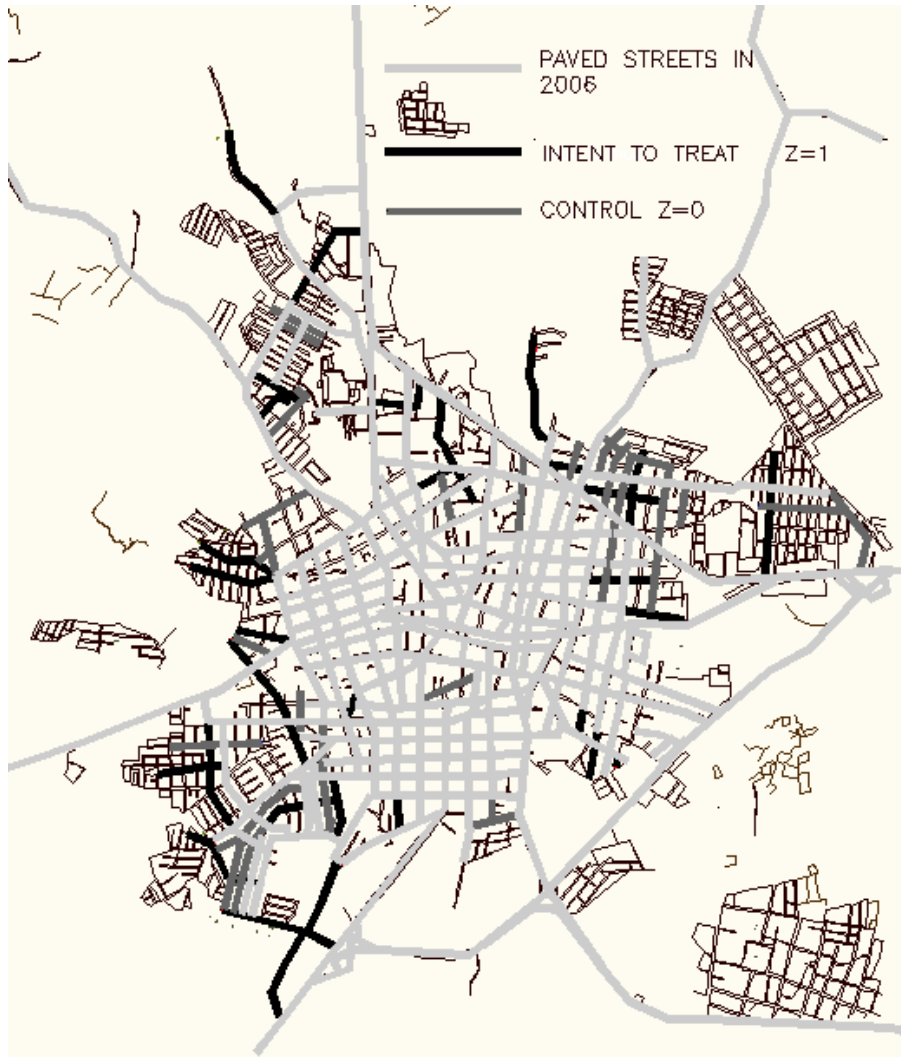 PAVED STREETS IN
2006
INTENT TO TREAT Z=1
CONTROL Z=0